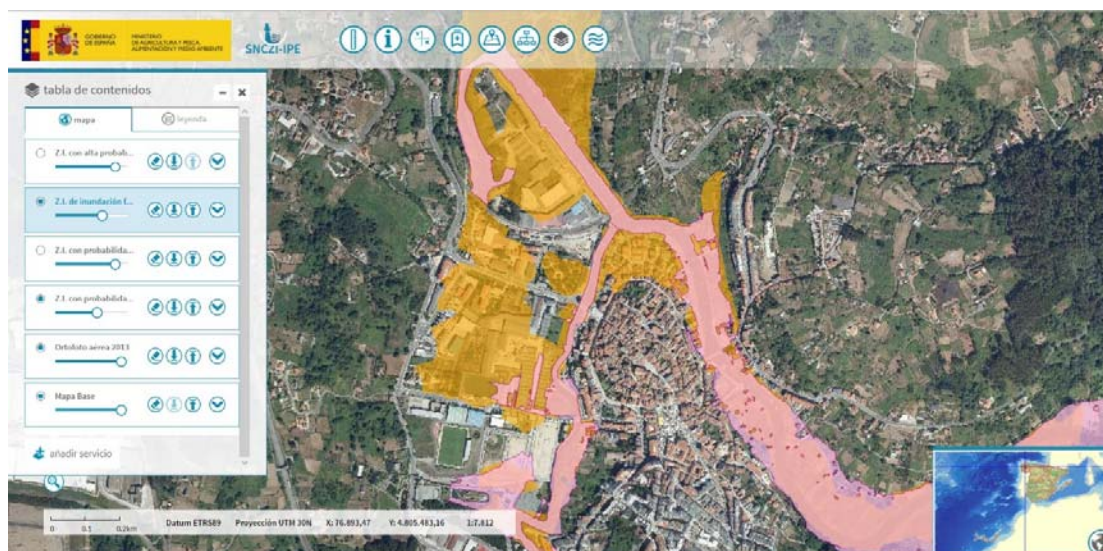 GOBIERNO DE ESPAÑA
MINISTERIO DE AGRICULTURA Y PESCA, ALIMENTACIÓN Y MEDIO AMBIENTE
SNCZI-IPE
tabla de contenidos
mapa
leyenda
Z.I. con alta probab...
Z.I. de inundación f...
Z.I. con probabilida...
Z.I. con probabilida...
Ortofoto aérea 2013
Mapa Base
añadir servicio
0 0.1 0.2km
Datum ETRS89 Proyección UTM 30N X: 76.893,47 Y: 4.805.483,16 1:7.812